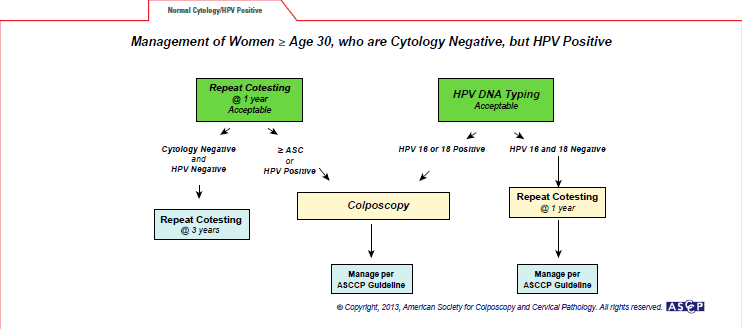 Normal Cytology/HPV Positive
Management of Women ≥ Age 30, who are Cytology Negative, but HPV Positive
Repeat Cotesting
@ 1 year
Acceptable
HPV DNA Typing
Acceptable
Cytology Negative
and
HPV Negative
≥ ASC
or
HPV Positive
HPV 16 or 18 Positive
HPV 16 and 18 Negative
Repeat Cotesting
@ 3 years
Colposcopy
Repeat Cotesting
@ 1 year
Manage per
ASCCP Guideline
Manage per
ASCCP Guideline
© Copyright, 2013, American Society for Colposcopy and Cervical Pathology. All rights reserved.
ASCCP